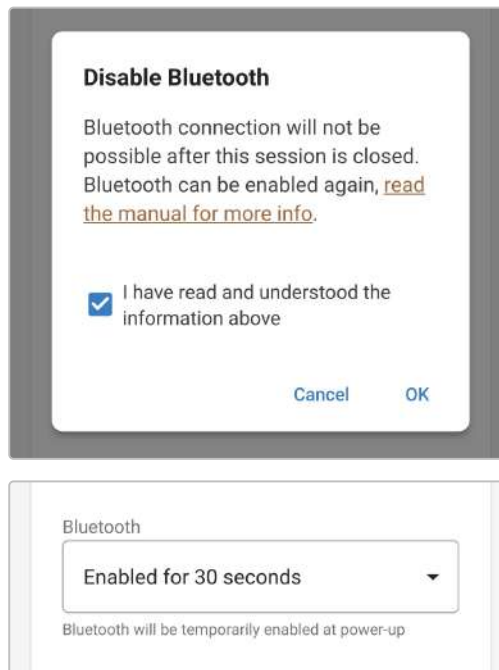 Disable Bluetooth
Bluetooth connection will not be
possible after this session is closed.
Bluetooth can be enabled again, read
the manual for more info.
I have read and understood the
information above
Cancel OK
Bluetooth
Enabled for 30 seconds
Bluetooth will be temporarily enabled at power-up